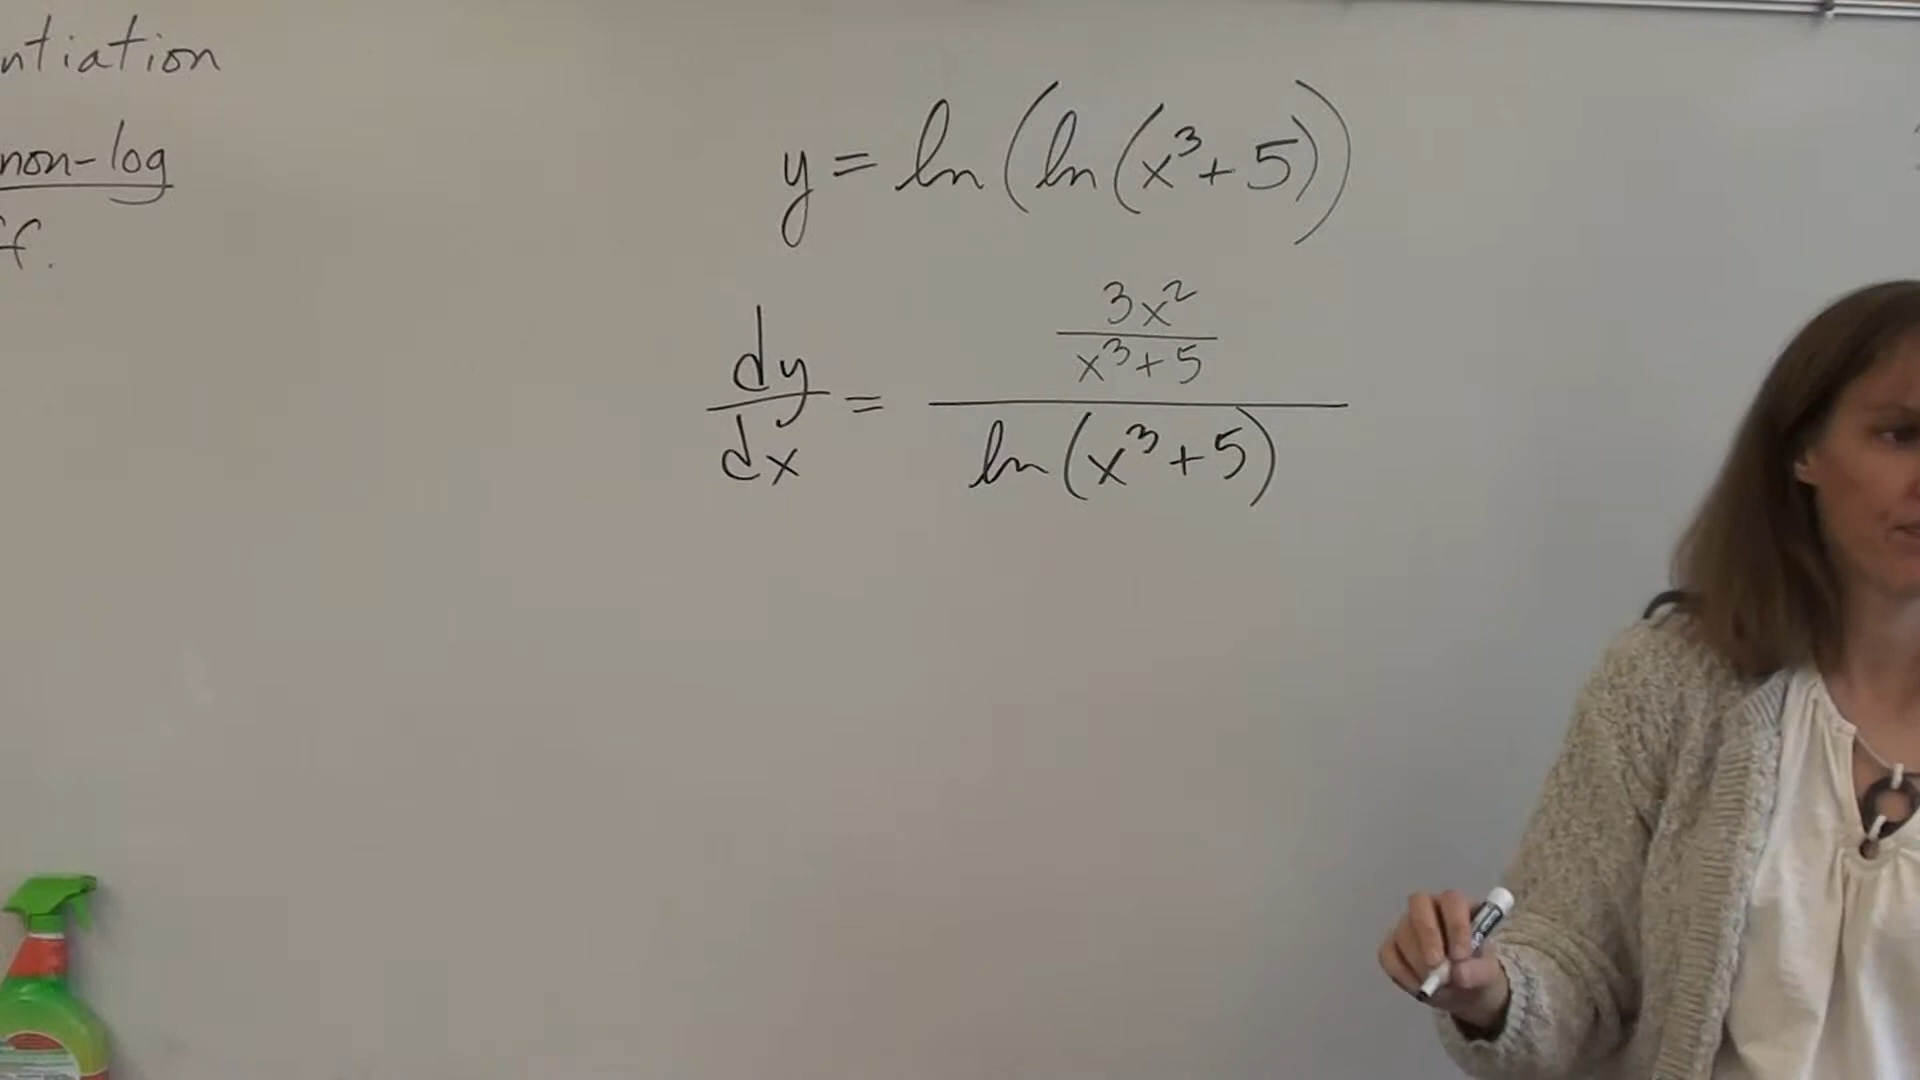 ntiation
non-log
f.
y = ln(ln(x³+5))
dy/dx = (3x²/(x³+5))/ln(x³+5)